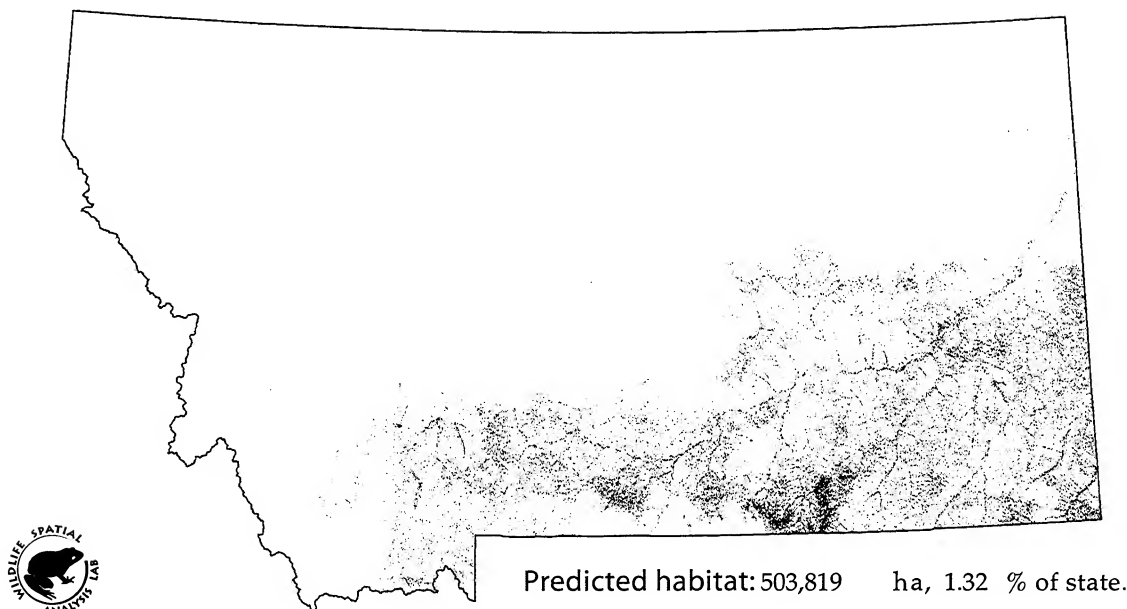 WILDLIFE SPATIAL
ANALYSIS LAB
Predicted habitat: 503,819 ha, 1.32 % of state.